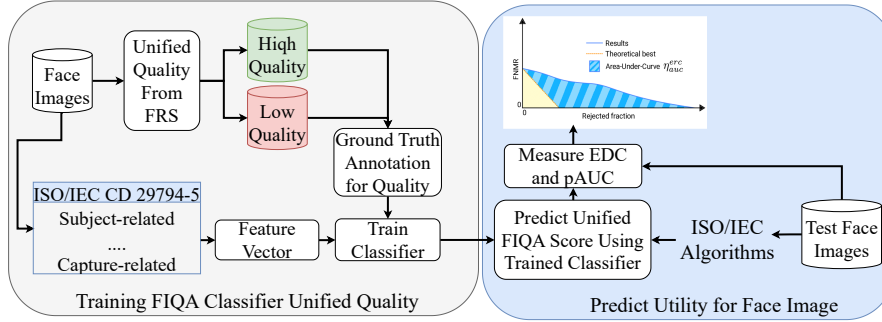 Face
Images
Unified
Quality
From
FRS
Hiqh
Quality
Low
Quality
Ground Truth
Annotation
for Quality
ISO/IEC CD 29794-5
Subject-related
....
Capture-related
Feature
Vector
Train
Classifier
Training FIQA Classifier Unified Quality
FNMR
0
0
Results
Theoretical best
Area-Under-Curve η^{erc}_{auc}
Rejected fraction
Measure EDC
and pAUC
Predict Unified
FIQA Score Using
Trained Classifier
ISO/IEC
Algorithms
Test Face
Images
Predict Utility for Face Image